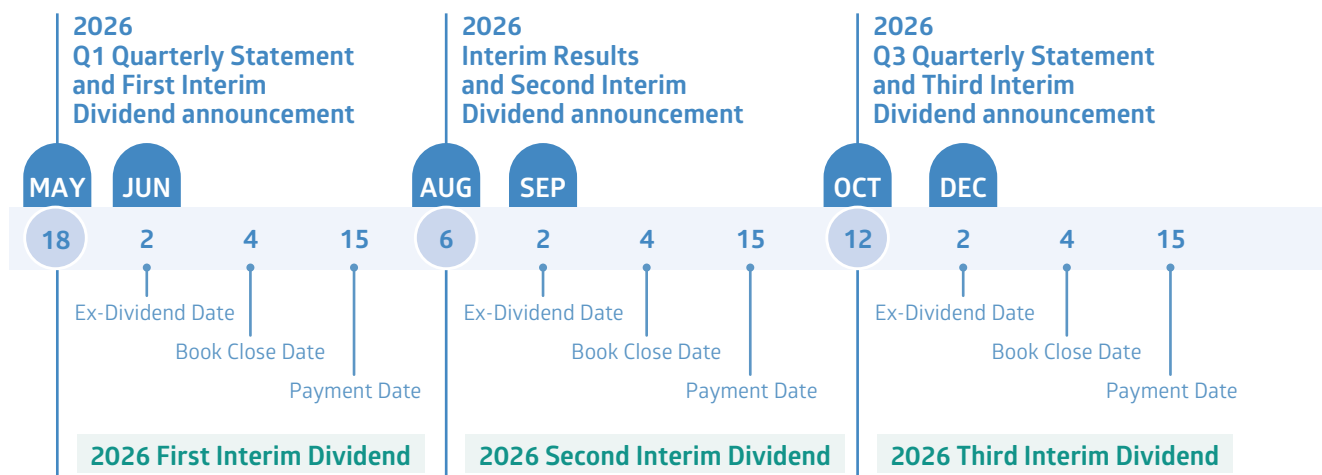 2026
Q1 Quarterly Statement
and First Interim
Dividend announcement
MAY
JUN
18
2
4
15
Ex-Dividend Date
Book Close Date
Payment Date
2026 First Interim Dividend
2026
Interim Results
and Second Interim
Dividend announcement
AUG
SEP
6
2
4
15
Ex-Dividend Date
Book Close Date
Payment Date
2026 Second Interim Dividend
2026
Q3 Quarterly Statement
and Third Interim
Dividend announcement
OCT
DEC
12
2
4
15
Ex-Dividend Date
Book Close Date
Payment Date
2026 Third Interim Dividend